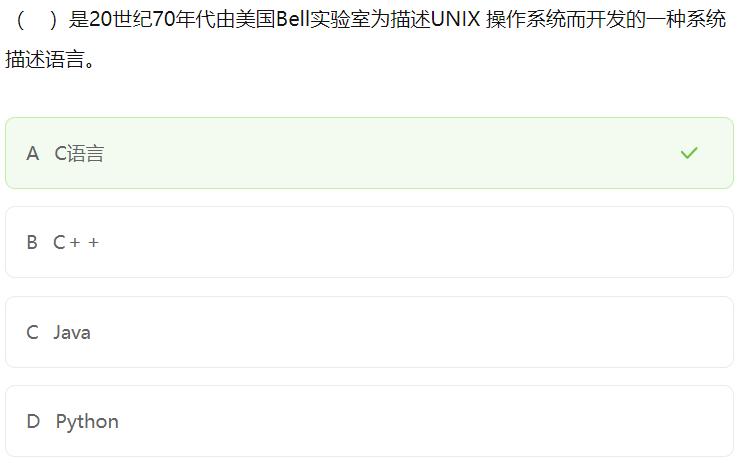 （　）是20世纪70年代由美国Bell实验室为描述UNIX 操作系统而开发的一种系统
描述语言。
A C语言
B C＋＋
C Java
D Python